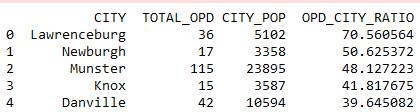 CITY TOTAL_OPD CITY_POP OPD_CITY_RATIO
0 Lawrenceburg 36 5102 70.560564
1 Newburgh 17 3358 50.625372
2 Munster 115 23895 48.127223
3 Knox 15 3587 41.817675
4 Danville 42 10594 39.645082